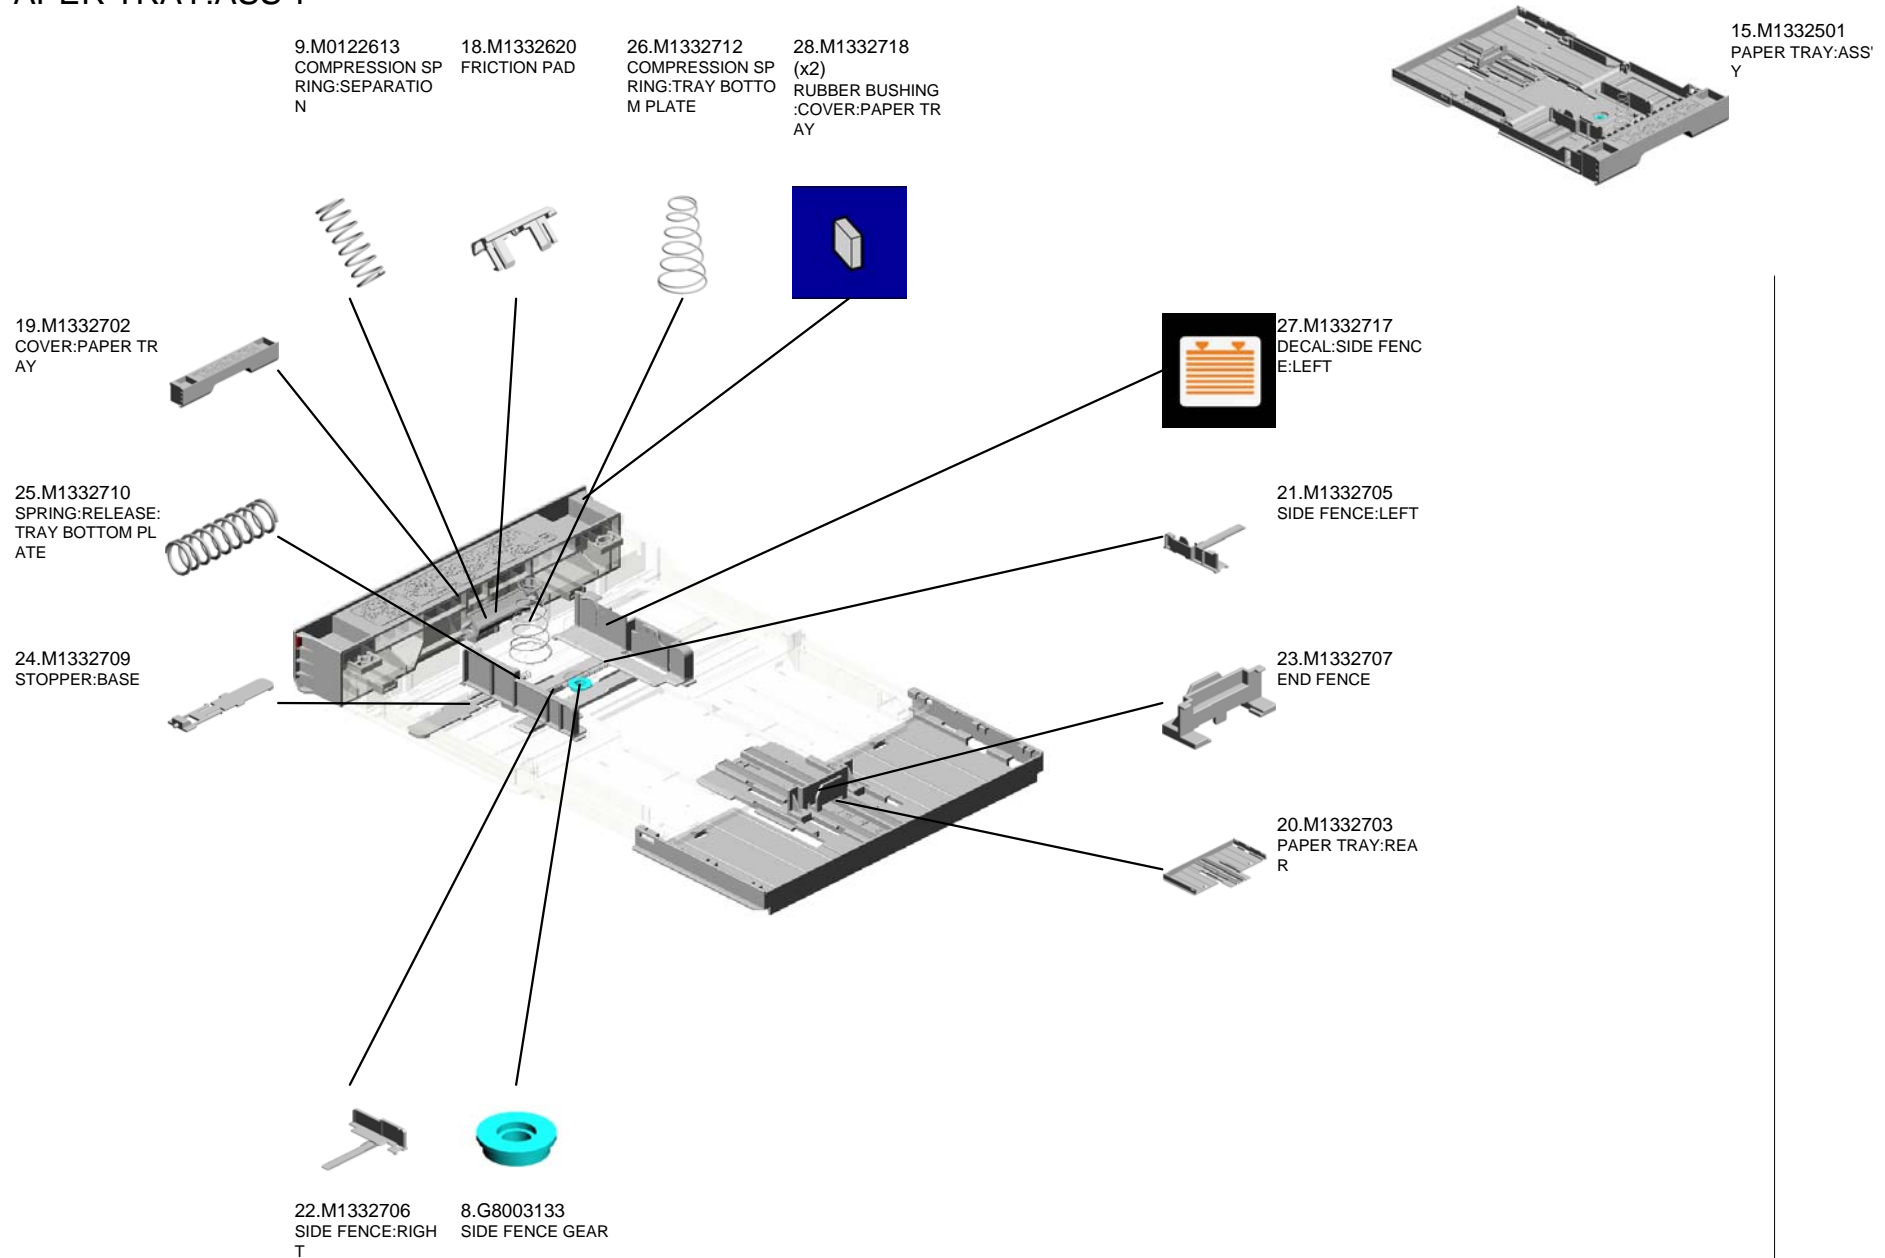 APER TRAY:ASS'Y
9.M0122613
COMPRESSION SP
RING:SEPARATIO
N
18.M1332620
FRICTION PAD
26.M1332712
COMPRESSION SP
RING:TRAY BOTTO
M PLATE
28.M1332718
(x2)
RUBBER BUSHING
:COVER:PAPER TR
AY
15.M1332501
PAPER TRAY:ASS'
Y
19.M1332702
COVER:PAPER TR
AY
27.M1332717
DECAL:SIDE FENC
E:LEFT
25.M1332710
SPRING:RELEASE:
TRAY BOTTOM PL
ATE
21.M1332705
SIDE FENCE:LEFT
24.M1332709
STOPPER:BASE
23.M1332707
END FENCE
20.M1332703
PAPER TRAY:REA
R
22.M1332706
SIDE FENCE:RIGH
T
8.G8003133
SIDE FENCE GEAR